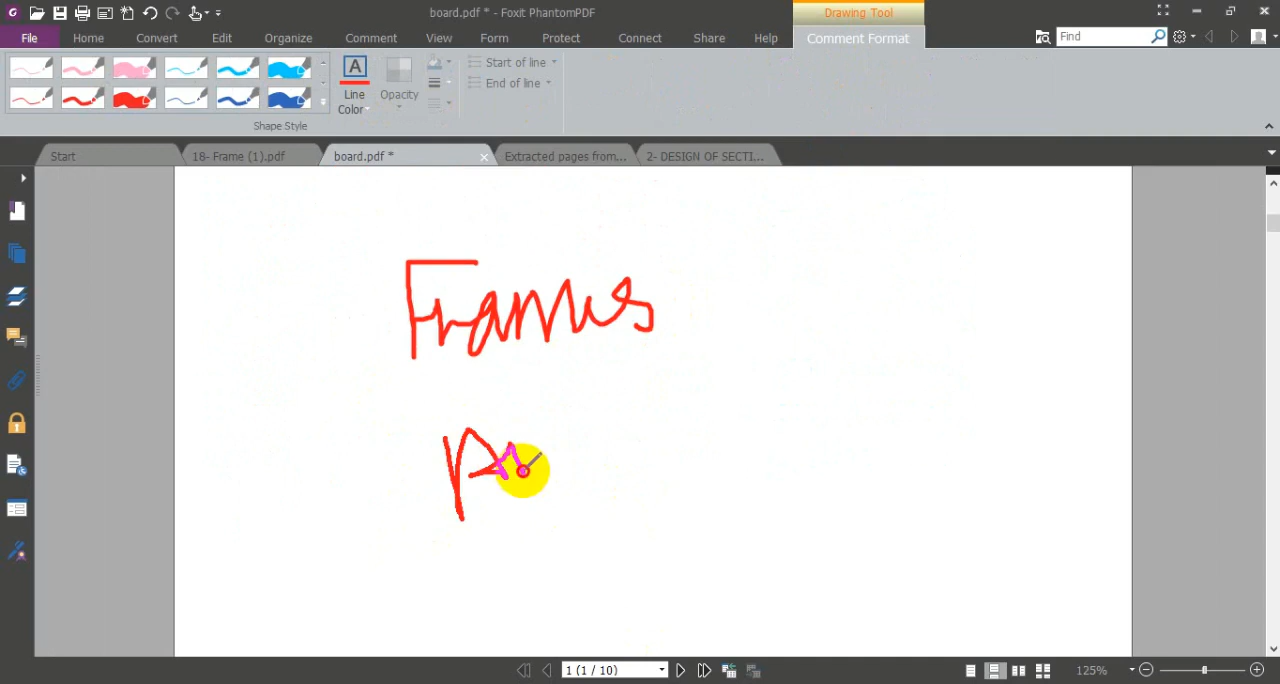 board.pdf * - Foxit PhantomPDF
Drawing Tool
File Home Convert Edit Organize Comment View Form Protect Connect Share Help Comment Format Find
A
Start of line
End of line
Line Color
Opacity
Shape Style
Start 18- Frame (1).pdf board.pdf * Extracted pages from... 2- DESIGN OF SECTI...
Frames
1 (1 / 10) 125%